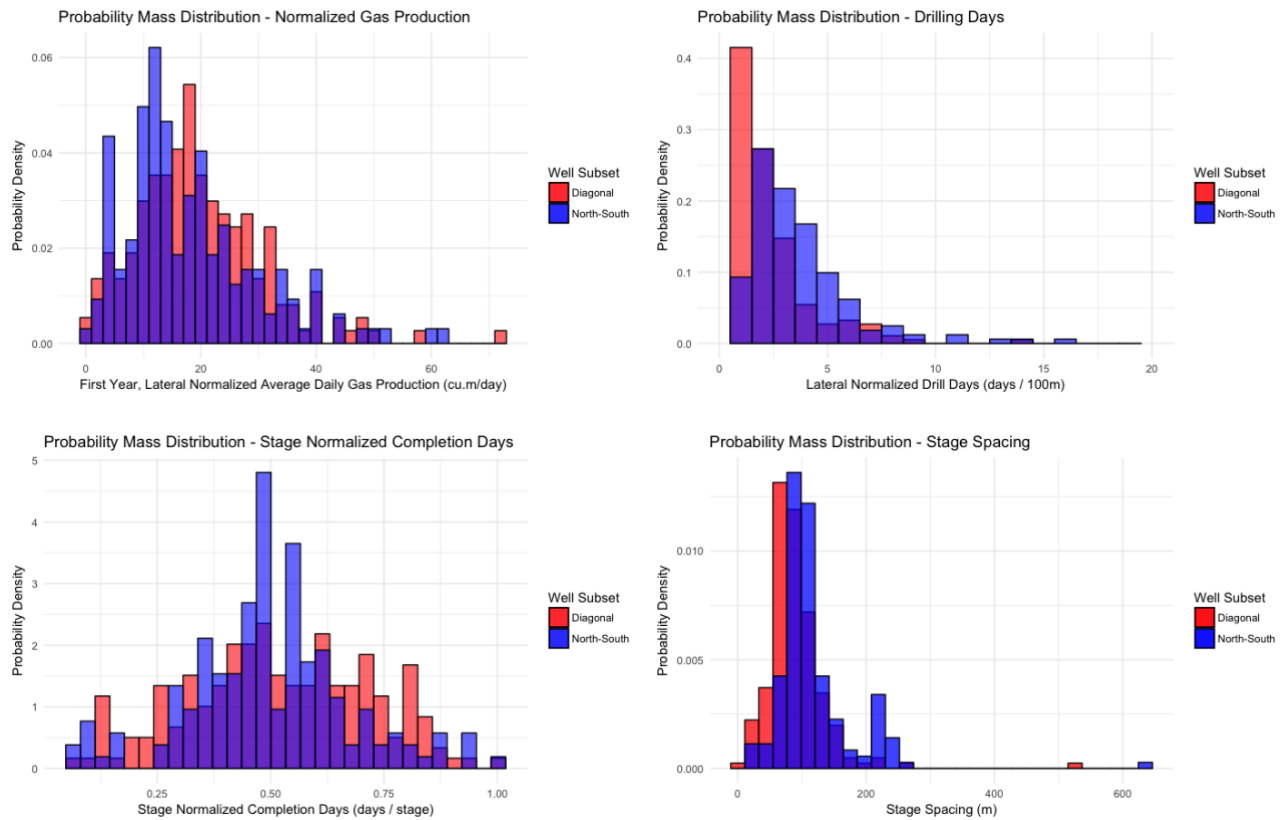 Probability Mass Distribution - Normalized Gas Production
0.06
0.04
0.02
0.00
Probability Density
0
20
40
60
First Year, Lateral Normalized Average Daily Gas Production (cu.m/day)
Well Subset
Diagonal
North-South
Probability Mass Distribution - Drilling Days
0.4
0.3
0.2
0.1
0.0
Probability Density
0
5
10
15
20
Lateral Normalized Drill Days (days / 100m)
Well Subset
Diagonal
North-South
Probability Mass Distribution - Stage Normalized Completion Days
5
4
3
2
1
0
Probability Density
0.25
0.50
0.75
1.00
Stage Normalized Completion Days (days / stage)
Well Subset
Diagonal
North-South
Probability Mass Distribution - Stage Spacing
0.010
0.005
0.000
Probability Density
0
200
400
600
Stage Spacing (m)
Well Subset
Diagonal
North-South